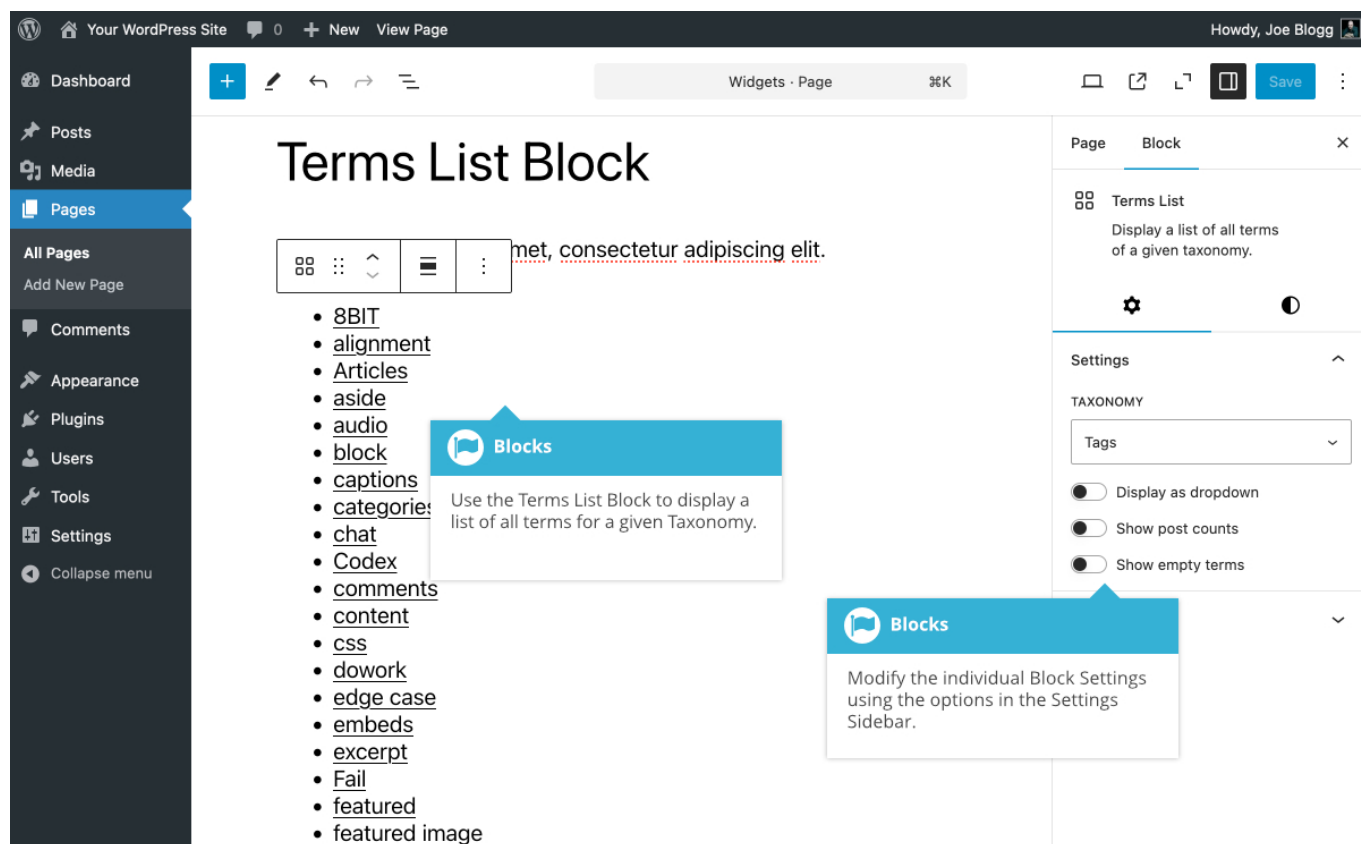 Your WordPress Site 0 New View Page Howdy, Joe Blogg
Dashboard
Posts
Media
Pages
All Pages
Add New Page
Comments
Appearance
Plugins
Users
Tools
Settings
Collapse menu
Widgets · Page ⌘K
Save
Terms List Block
met, consectetur adipiscing elit.
8BIT
alignment
Articles
aside
audio
block
captions
categories
chat
Codex
comments
content
css
dowork
edge case
embeds
excerpt
Fail
featured
featured image
Blocks
Use the Terms List Block to display a
list of all terms for a given Taxonomy.
Page Block
Terms List
Display a list of all terms
of a given taxonomy.
Settings
TAXONOMY
Tags
Display as dropdown
Show post counts
Show empty terms
Blocks
Modify the individual Block Settings
using the options in the Settings
Sidebar.